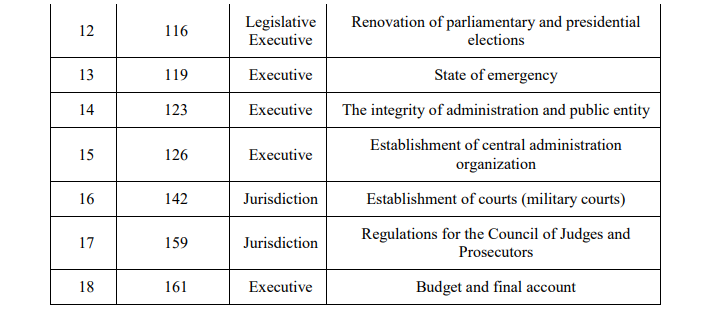 12 116 Legislative Executive Renovation of parliamentary and presidential elections
13 119 Executive State of emergency
14 123 Executive The integrity of administration and public entity
15 126 Executive Establishment of central administration organization
16 142 Jurisdiction Establishment of courts (military courts)
17 159 Jurisdiction Regulations for the Council of Judges and Prosecutors
18 161 Executive Budget and final account